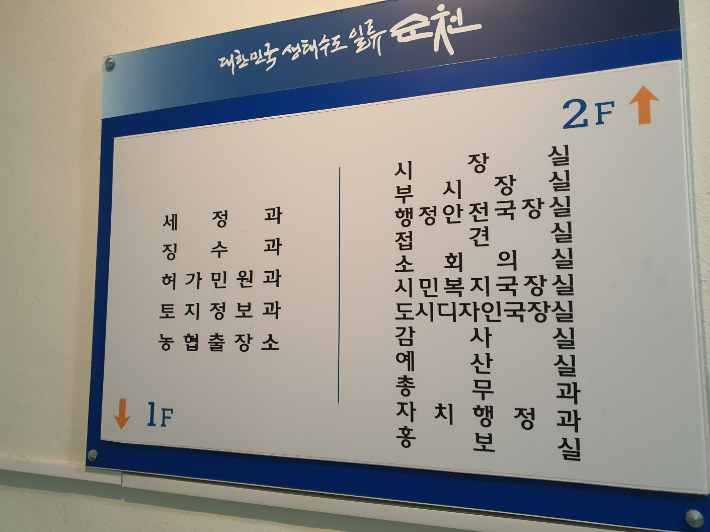 대한민국 생태수도 일류 순천
세정과
징수과
허가민원과
토지정보과
농협출장소
1F
2F
시장실
부시장실
행정안전국장실
접견실
소회의실
시민복지국장실
도시디자인국장실
감사실
예산실
총무과
자치행정과
홍보실